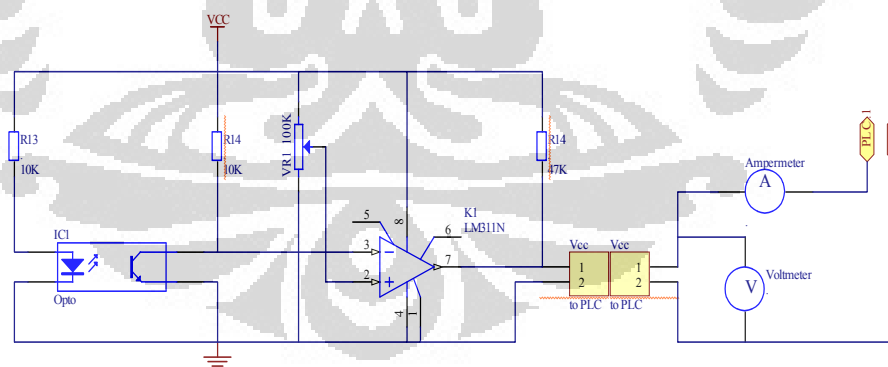 VCC
PLC 1
R13
10K
R14
10K
VR1 100K
R14
47K
Ampermeter
A
K1
LM311N
5
8
6
3
7
2
4
1
IC1
Opto
Vcc Vcc
1 1
2 2
to PLC to PLC
V
Voltmeter